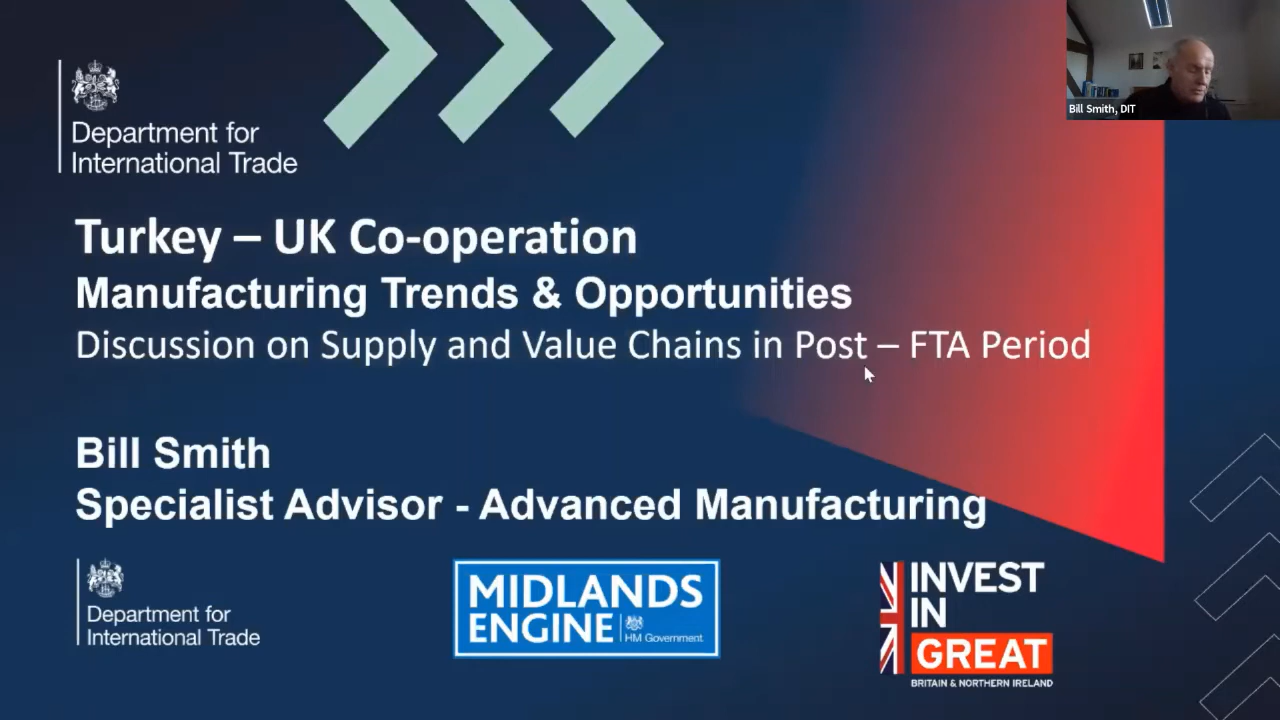 Bill Smith, DIT
Department for
International Trade
Turkey – UK Co-operation
Manufacturing Trends & Opportunities
Discussion on Supply and Value Chains in Post – FTA Period
Bill Smith
Specialist Advisor - Advanced Manufacturing
Department for
International Trade
MIDLANDS
ENGINE
HM Government
INVEST
IN
GREAT
BRITAIN & NORTHERN IRELAND